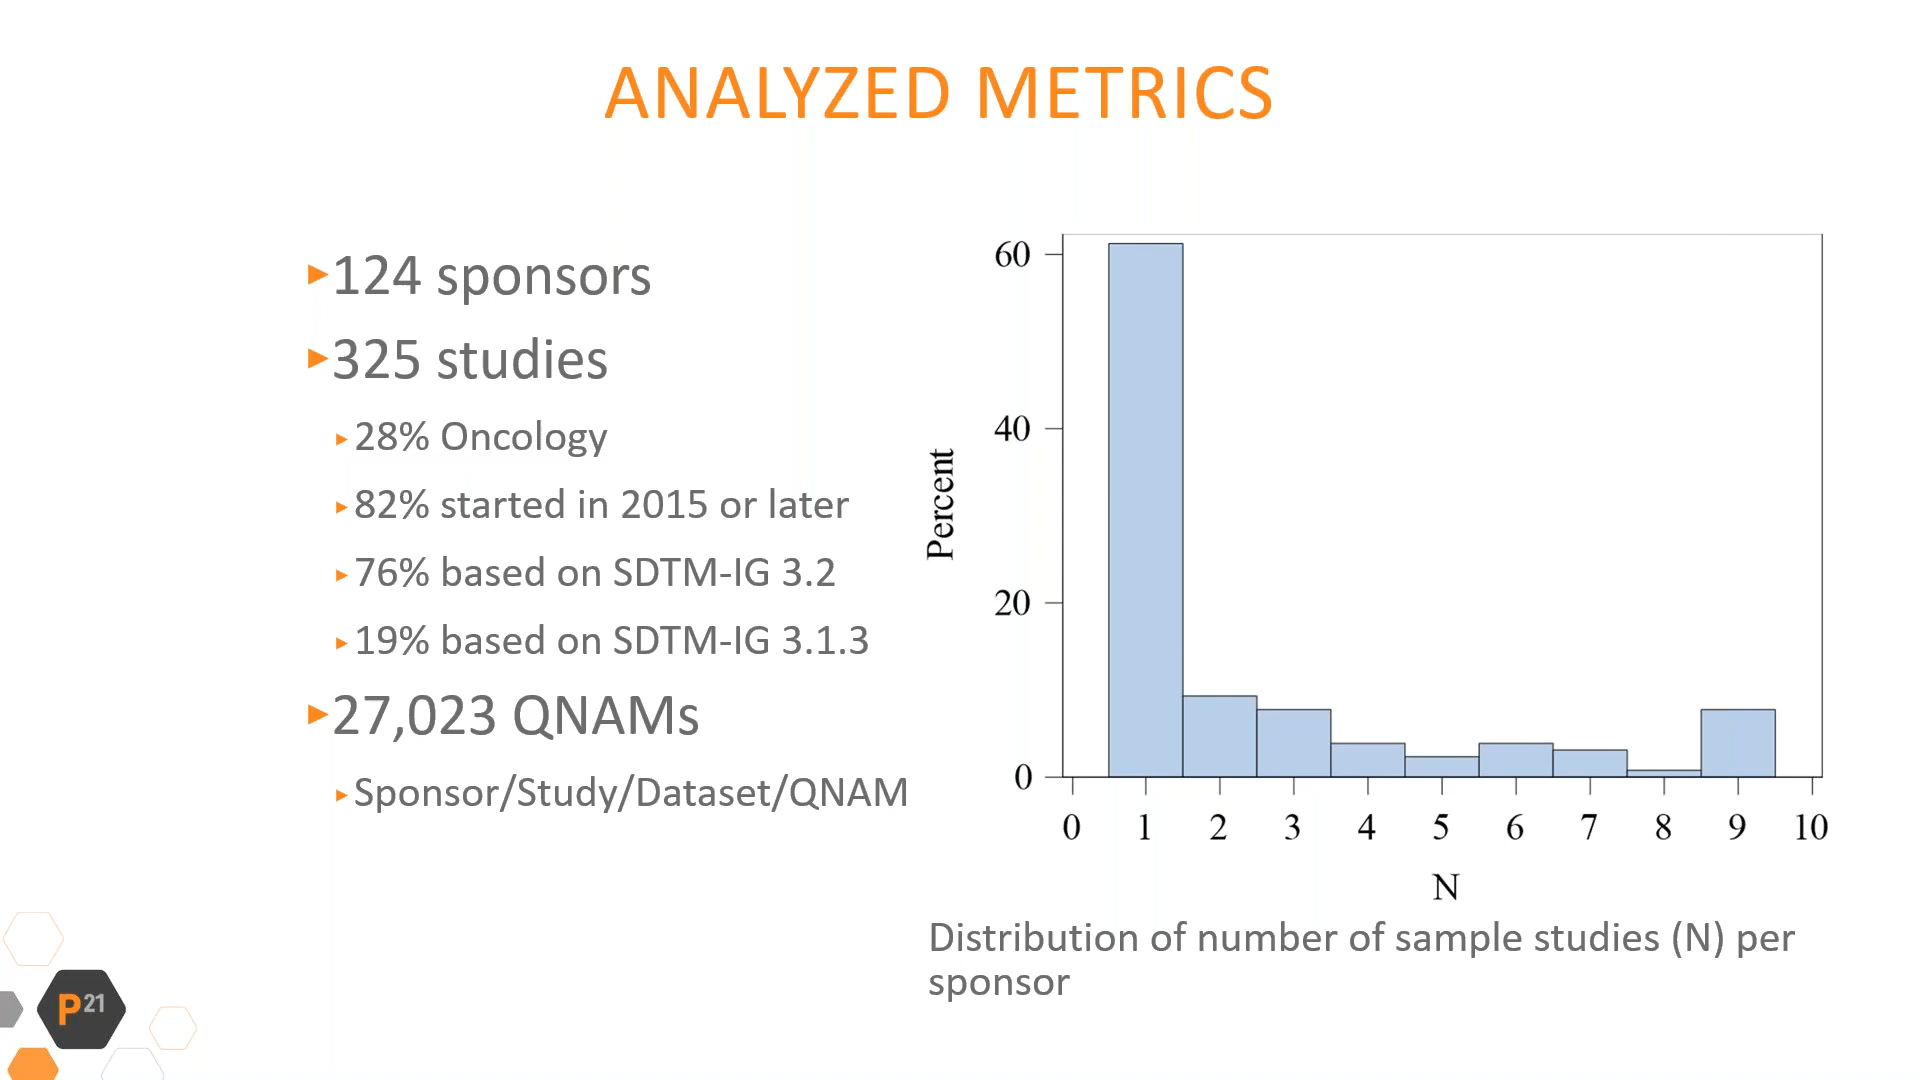 ANALYZED METRICS
▸124 sponsors
▸325 studies
▸28% Oncology
▸82% started in 2015 or later
▸76% based on SDTM-IG 3.2
▸19% based on SDTM-IG 3.1.3
▸27,023 QNAMs
▸Sponsor/Study/Dataset/QNAM
60
40
20
0
Percent
0 1 2 3 4 5 6 7 8 9 10
N
Distribution of number of sample studies (N) per
sponsor
P21